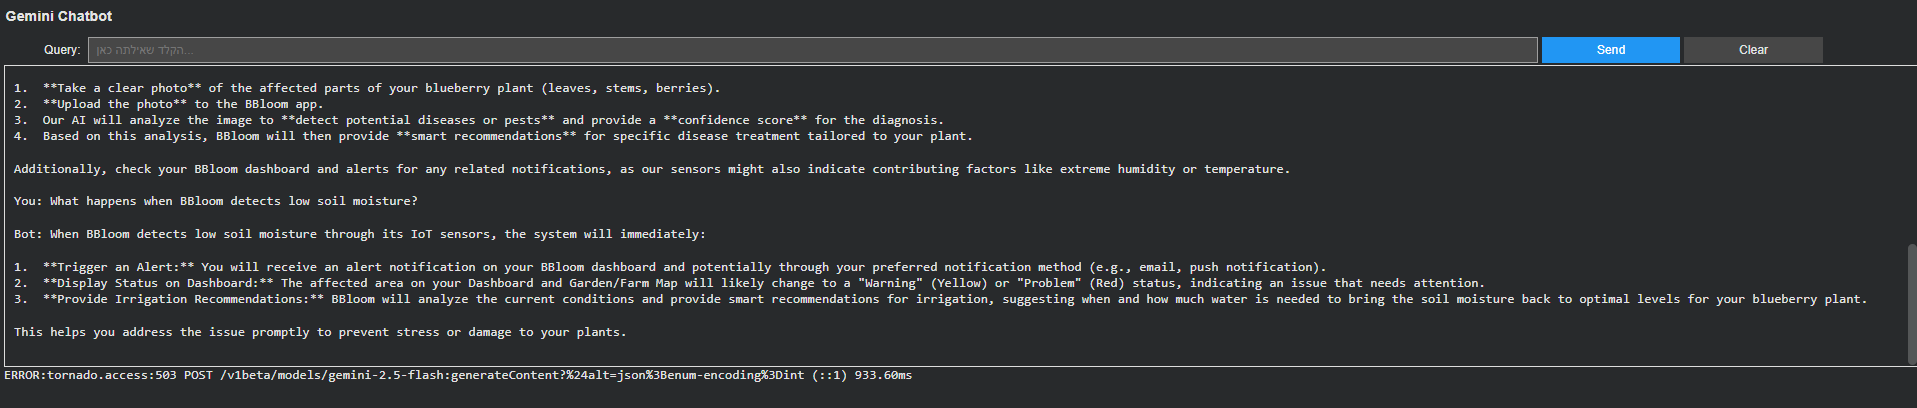 Gemini Chatbot
Query:
הקלד שאילתה כאן...
Send
Clear
1.  **Take a clear photo** of the affected parts of your blueberry plant (leaves, stems, berries).
2.  **Upload the photo** to the BBloom app.
3.  Our AI will analyze the image to **detect potential diseases or pests** and provide a **confidence score** for the diagnosis.
4.  Based on this analysis, BBloom will then provide **smart recommendations** for specific disease treatment tailored to your plant.
Additionally, check your BBloom dashboard and alerts for any related notifications, as our sensors might also indicate contributing factors like extreme humidity or temperature.
You: What happens when BBloom detects low soil moisture?
Bot: When BBloom detects low soil moisture through its IoT sensors, the system will immediately:
1.  **Trigger an Alert:** You will receive an alert notification on your BBloom dashboard and potentially through your preferred notification method (e.g., email, push notification).
2.  **Display Status on Dashboard:** The affected area on your Dashboard and Garden/Farm Map will likely change to a "Warning" (Yellow) or "Problem" (Red) status, indicating an issue that needs attention.
3.  **Provide Irrigation Recommendations:** BBloom will analyze the current conditions and provide smart recommendations for irrigation, suggesting when and how much water is needed to bring the soil moisture back to optimal levels for your blueberry plant.
This helps you address the issue promptly to prevent stress or damage to your plants.
ERROR:tornado.access:503 POST /v1beta/models/gemini-2.5-flash:generateContent?%24alt=json%3Benum-encoding%3Dint (::1) 933.60ms